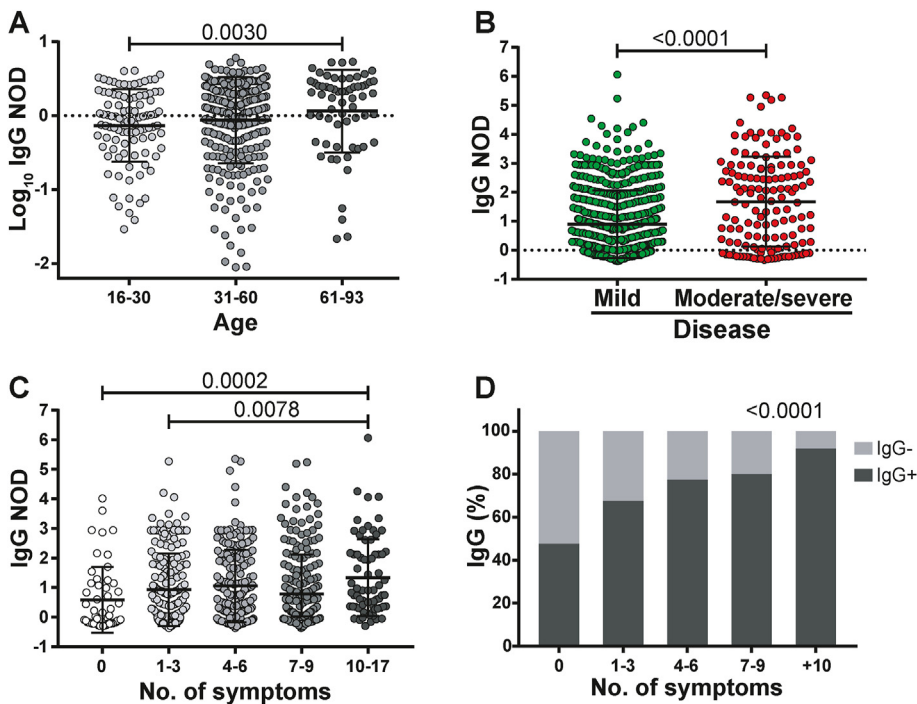 A
0.0030
Log10 IgG NOD
1
0
-1
-2
16-30 31-60 61-93
Age
B
<0.0001
IgG NOD
7
6
5
4
3
2
1
0
-1
Mild Moderate/severe
Disease
C
0.0002
0.0078
IgG NOD
7
6
5
4
3
2
1
0
-1
0 1-3 4-6 7-9 10-17
No. of symptoms
D
<0.0001
IgG (%)
100
80
60
40
20
0
IgG-
IgG+
0 1-3 4-6 7-9 +10
No. of symptoms